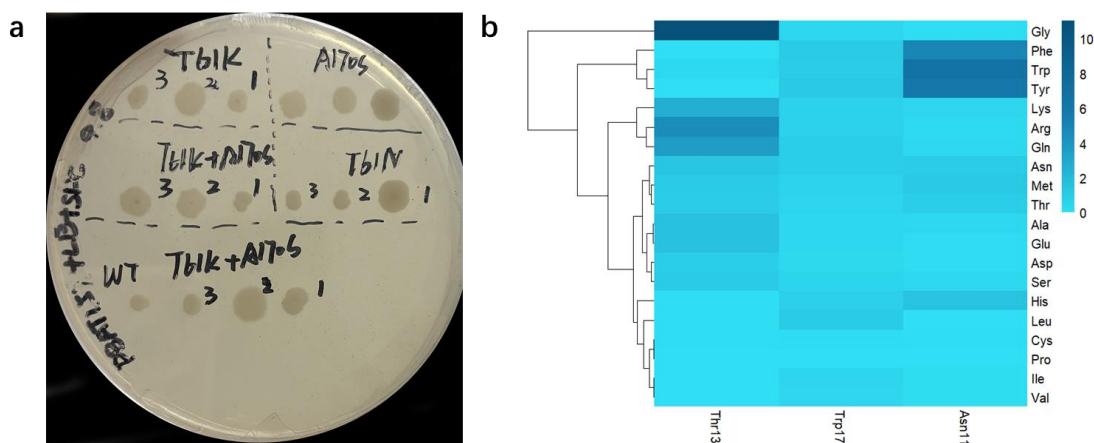 a
T61K
A170S
3 2 1
T61K+A170S
T61N
3 2 1
3 2 1
T61K+A170S
WT
3 2 1
b
Gly
Phe
Trp
Tyr
Lys
Arg
Gln
Asn
Met
Thr
Ala
Glu
Asp
Ser
His
Leu
Cys
Pro
Ile
Val
10
8
6
4
2
0
Thr13
Trp17
Asn11